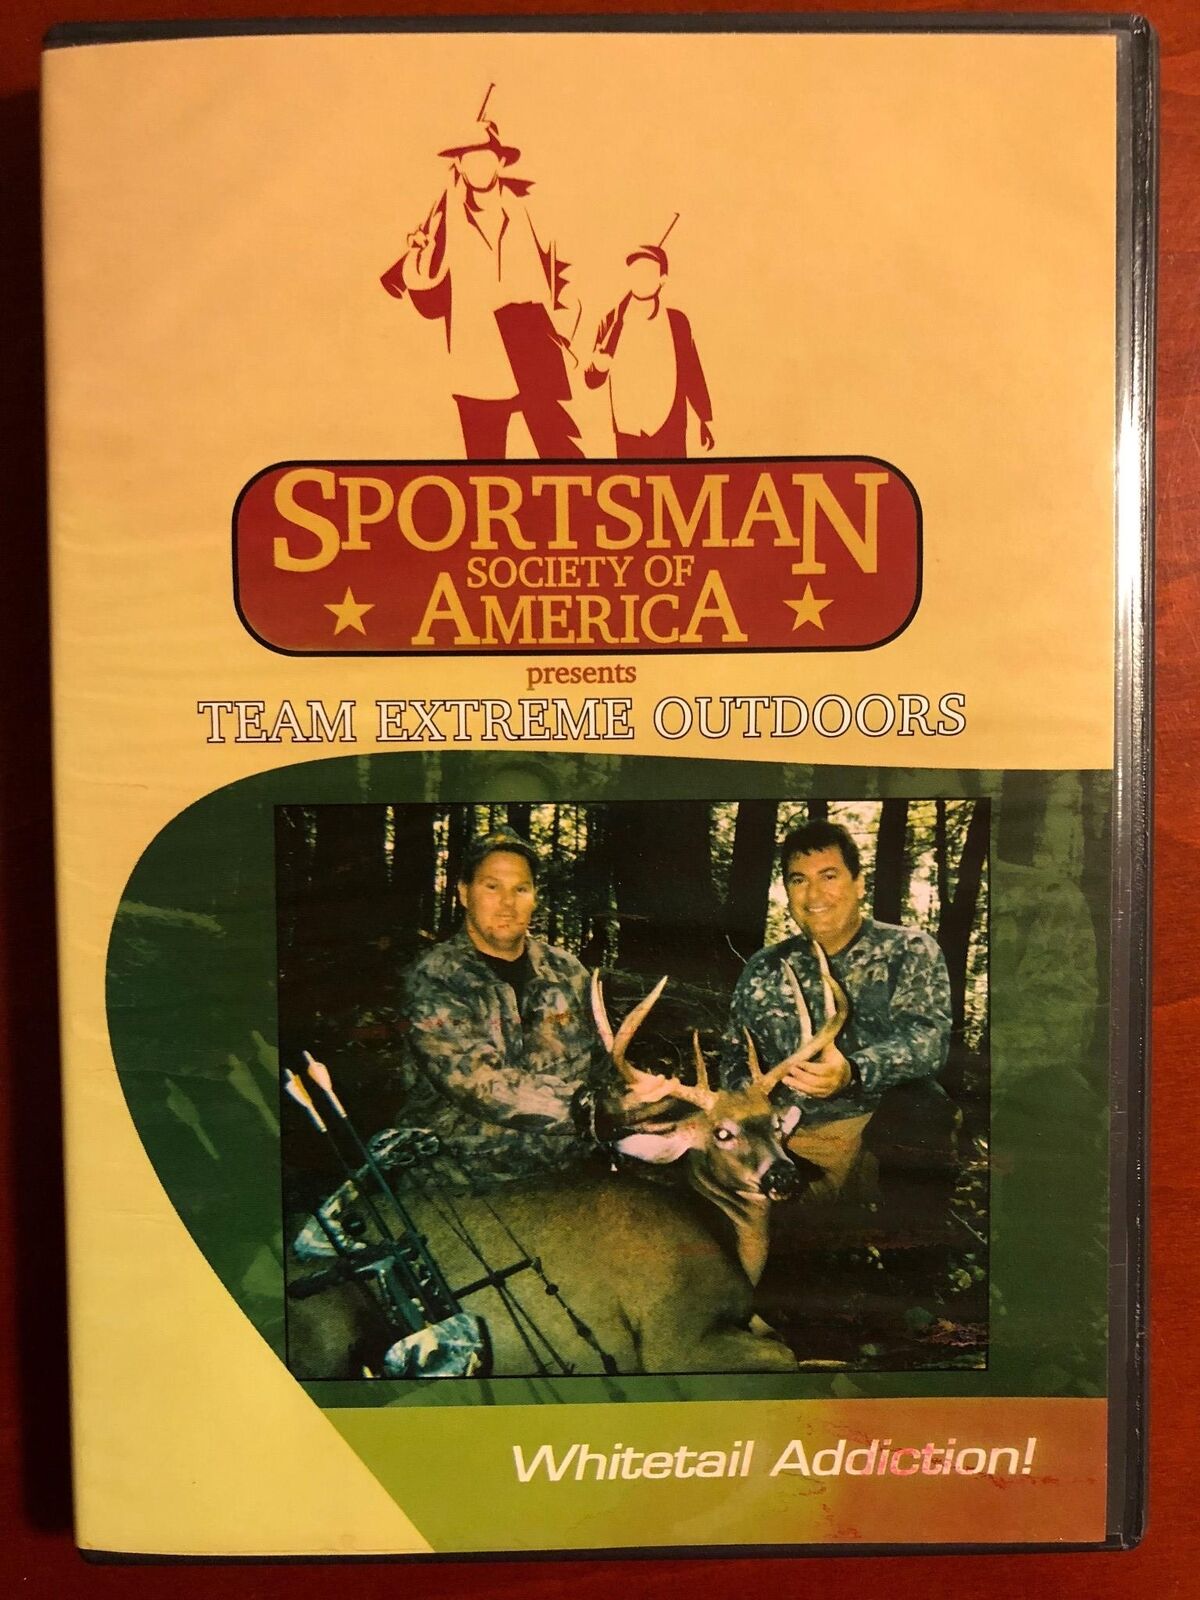 SPORTSMAN
SOCIETY OF
AMERICA
presents
TEAM EXTREME OUTDOORS
Whitetail Addiction!